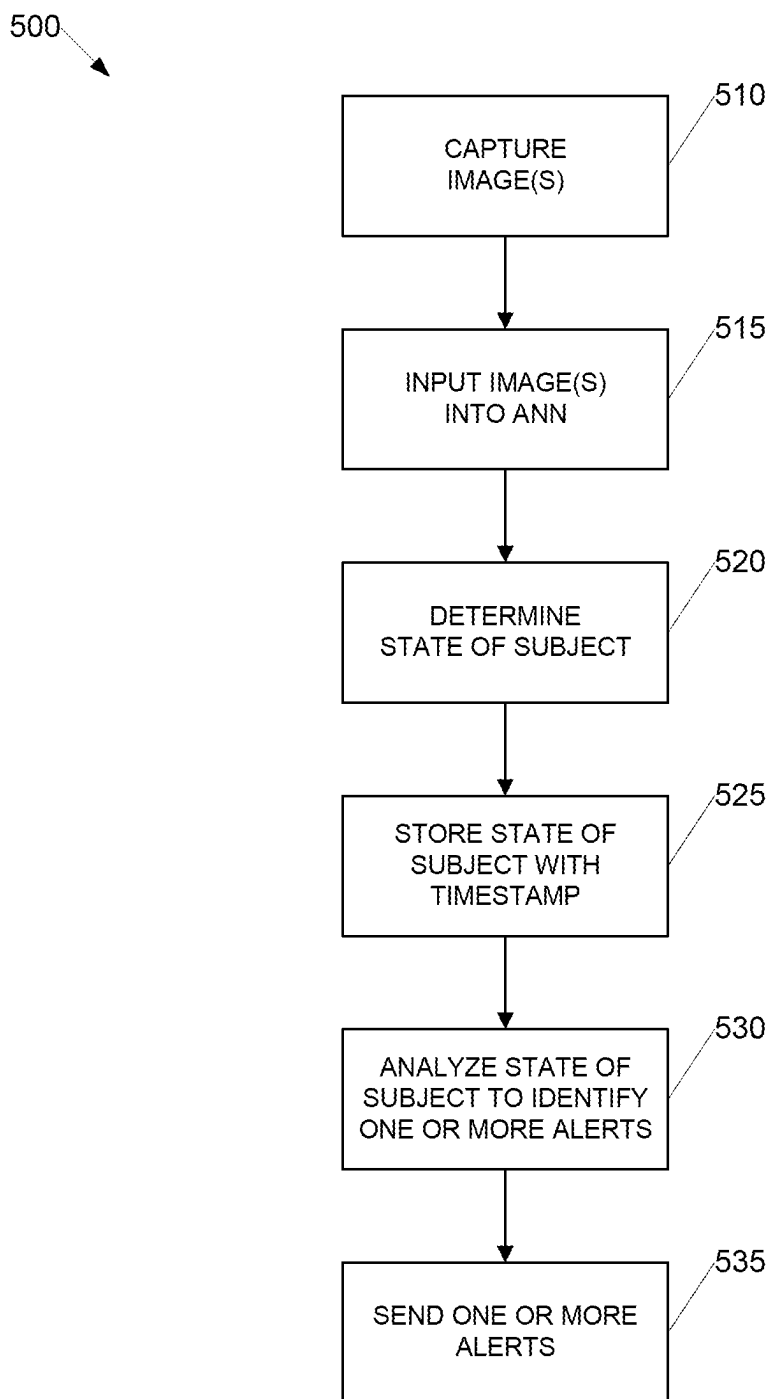 500
510
CAPTURE
IMAGE(S)
515
INPUT IMAGE(S)
INTO ANN
520
DETERMINE
STATE OF SUBJECT
525
STORE STATE OF
SUBJECT WITH
TIMESTAMP
530
ANALYZE STATE OF
SUBJECT TO IDENTIFY
ONE OR MORE ALERTS
535
SEND ONE OR MORE
ALERTS